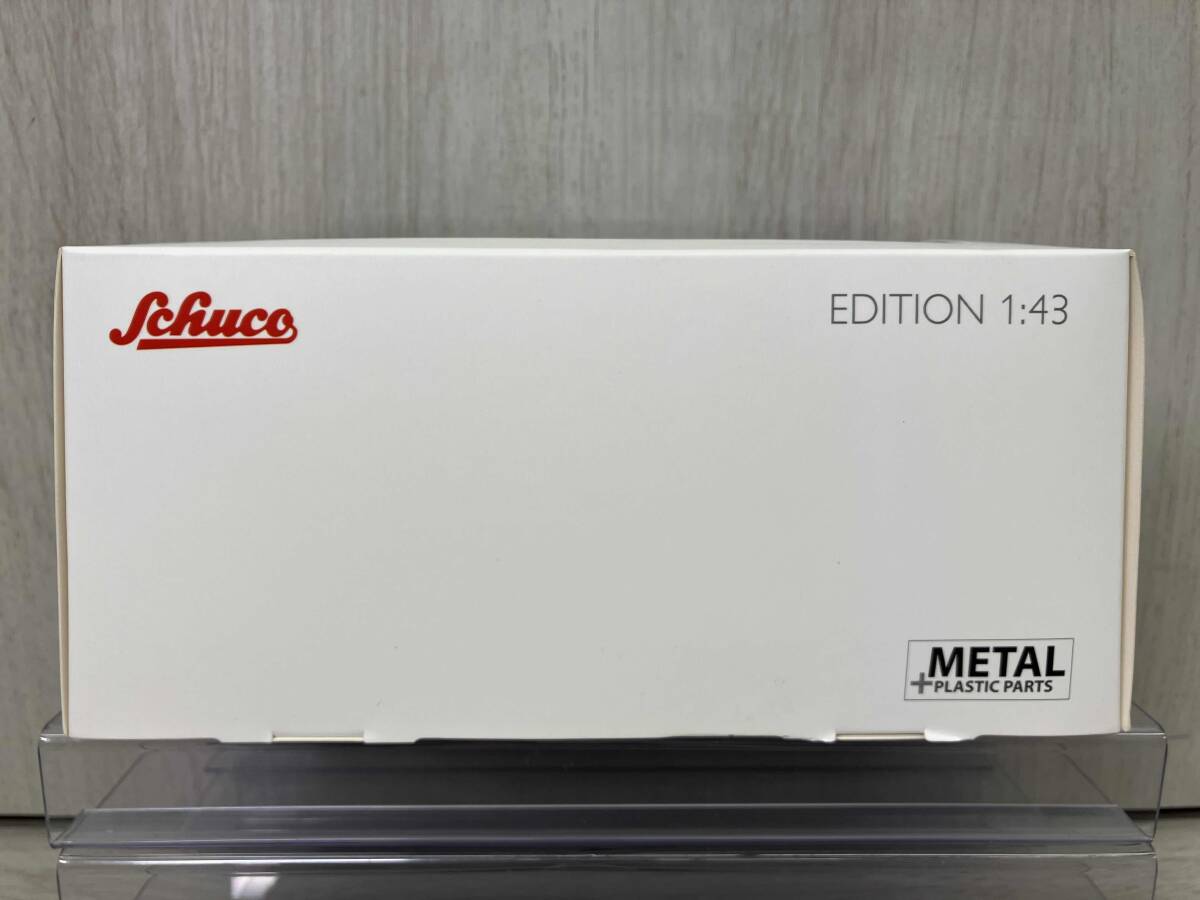 Schuco
EDITION 1:43
METAL
+PLASTIC PARTS